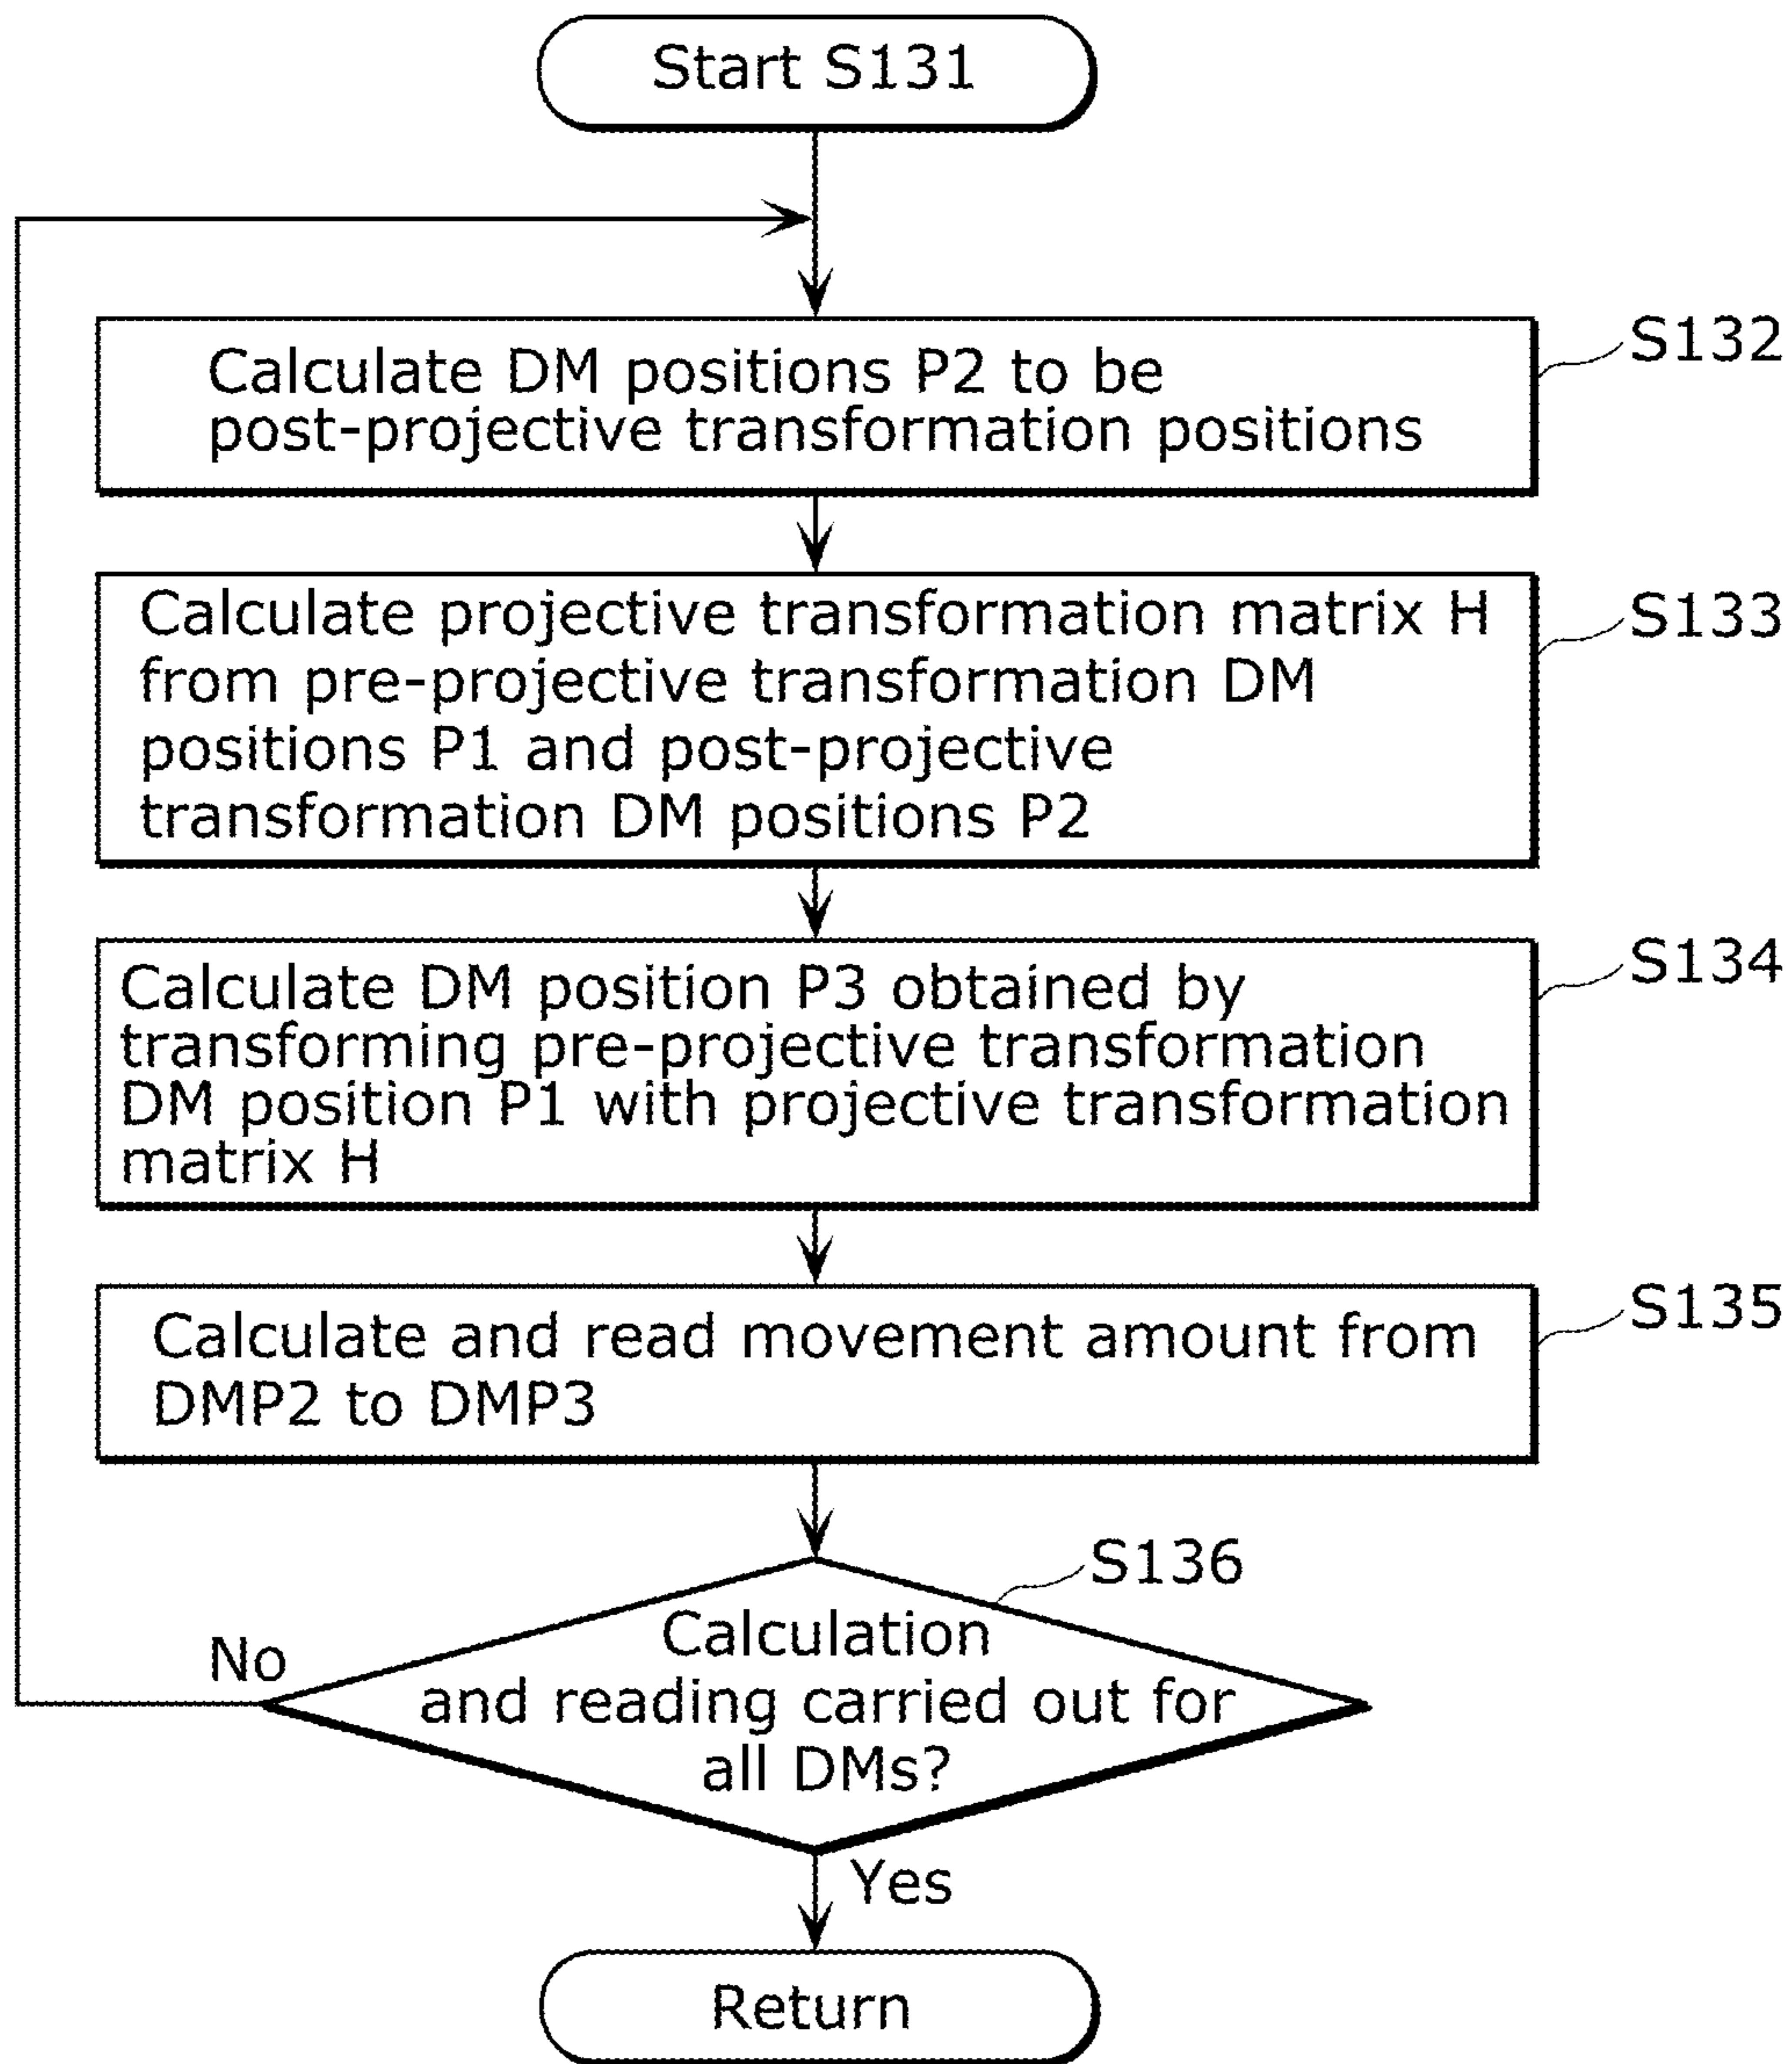 Start S131
Calculate DM positions P2 to be
post-projective transformation positions
S132
Calculate projective transformation matrix H
from pre-projective transformation DM
positions P1 and post-projective
transformation DM positions P2
S133
Calculate DM position P3 obtained by
transforming pre-projective transformation
DM position P1 with projective transformation
matrix H
S134
Calculate and read movement amount from
DMP2 to DMP3
S135
S136
Calculation
and reading carried out for
all DMs?
No
Yes
Return